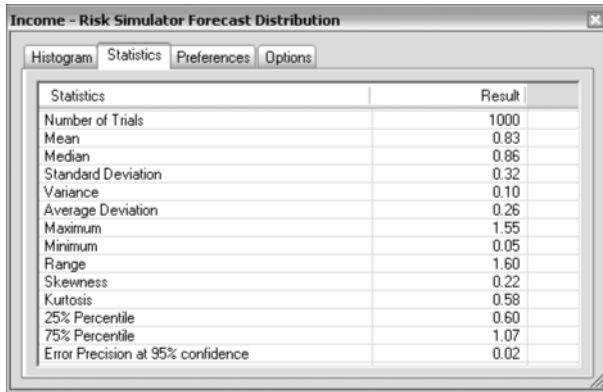 Income - Risk Simulator Forecast Distribution
Histogram Statistics Preferences Options
Statistics Result
Number of Trials 1000
Mean 0.83
Median 0.86
Standard Deviation 0.32
Variance 0.10
Average Deviation 0.26
Maximum 1.55
Minimum 0.05
Range 1.60
Skewness 0.22
Kurtosis 0.58
25% Percentile 0.60
75% Percentile 1.07
Error Precision at 95% confidence 0.02